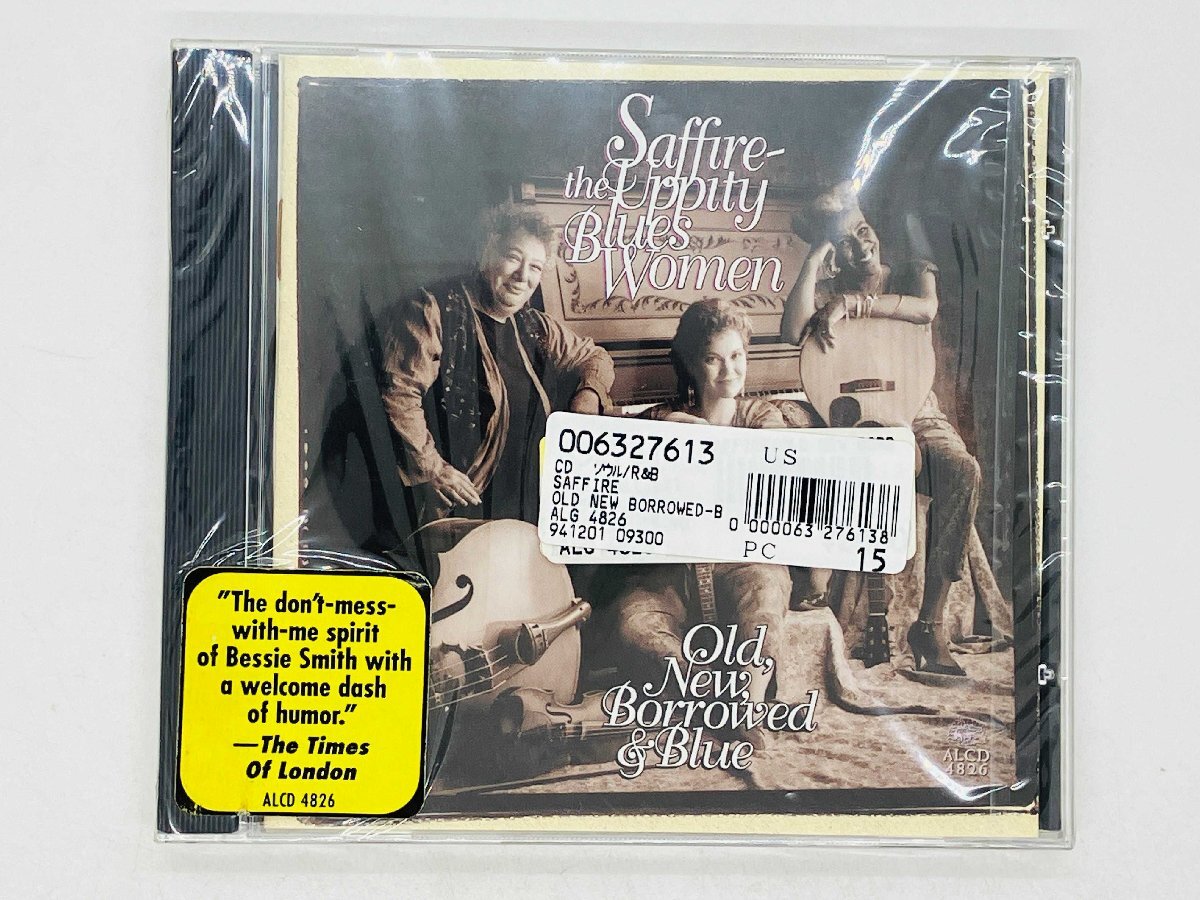 Saffire-
the Uppity
Blues
Women
006327613
US
CD ソウル/R&B
SAFFIRE
OLD NEW BORROWED-B
ALG 4826
941201 09300
0 000063 276138
PC
15
"The don't-mess-
with-me spirit
of Bessie Smith with
a welcome dash
of humor."
—The Times
Of London
ALCD 4826
Old,
New,
Borrowed
& Blue
ALCD
4826